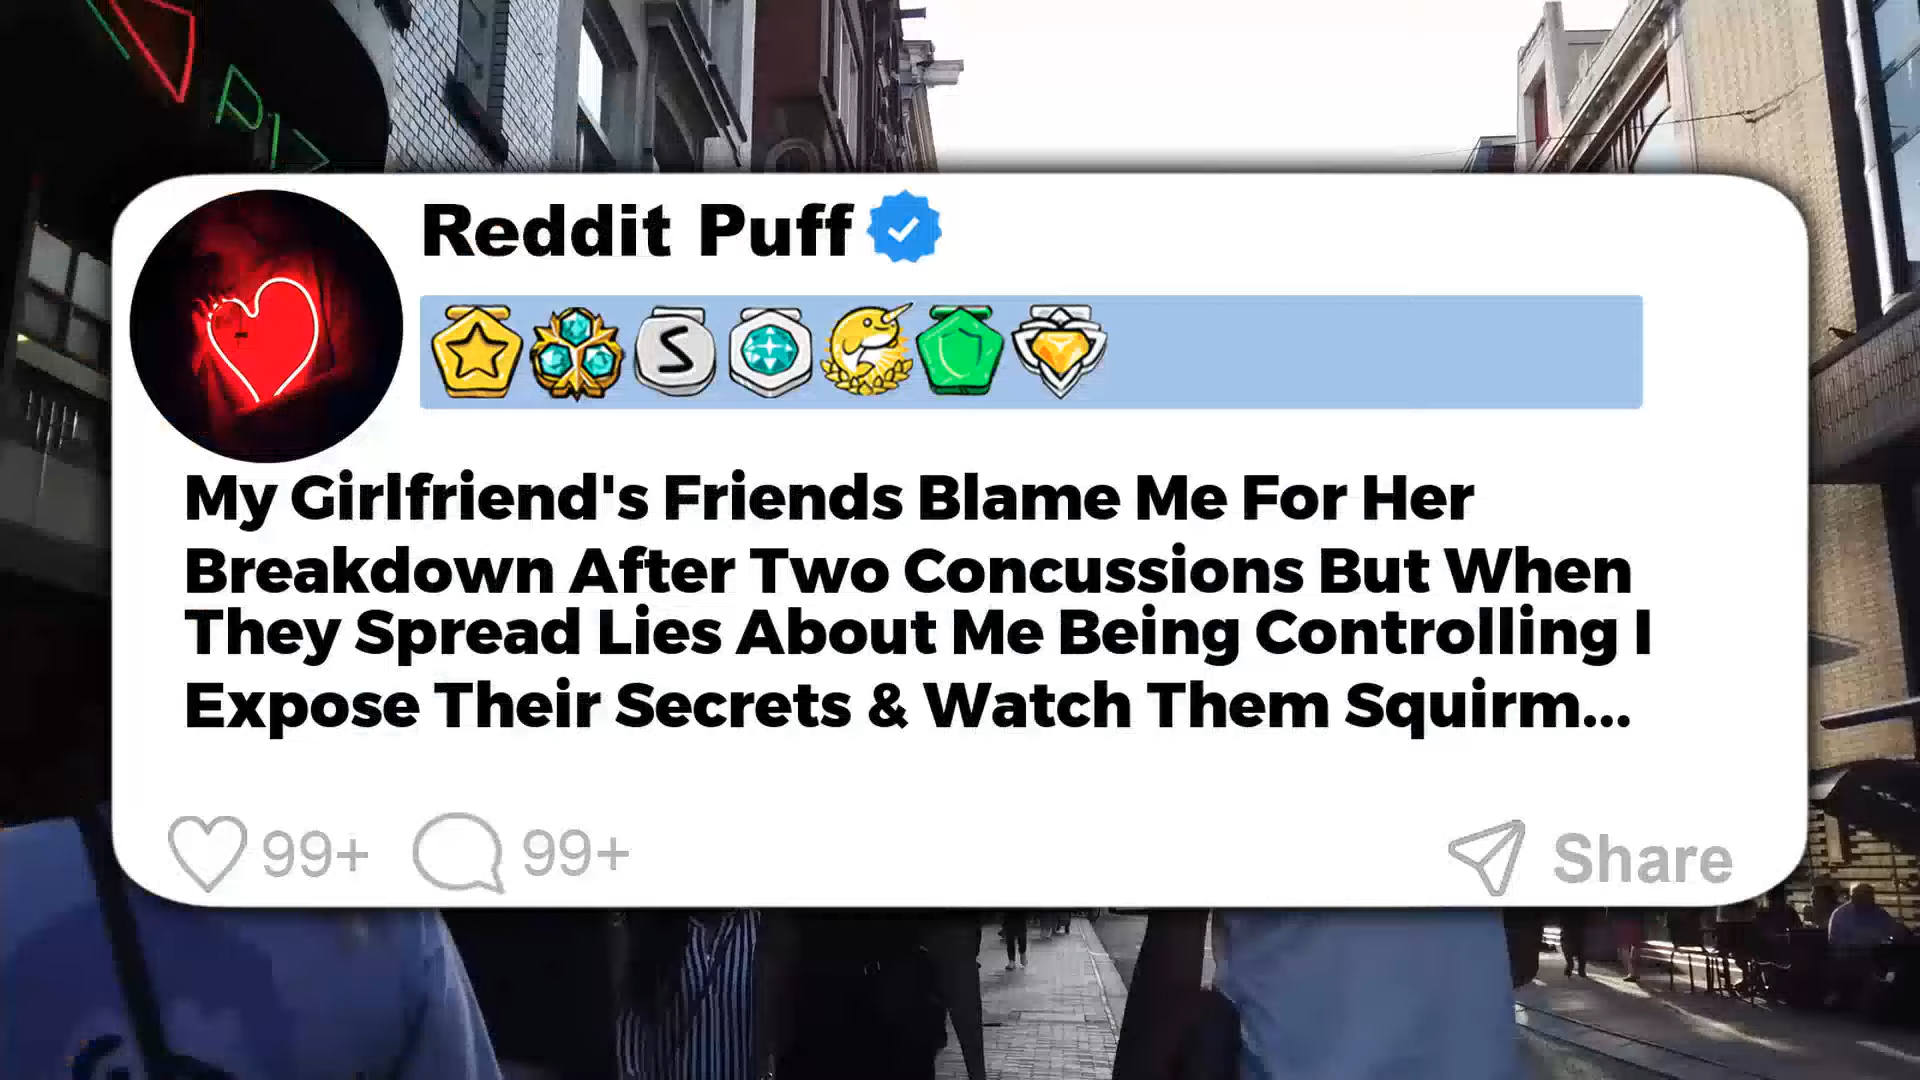 PIZ
Reddit Puff
S
My Girlfriend's Friends Blame Me For Her
Breakdown After Two Concussions But When
They Spread Lies About Me Being Controlling I
Expose Their Secrets & Watch Them Squirm...
99+
99+
Share